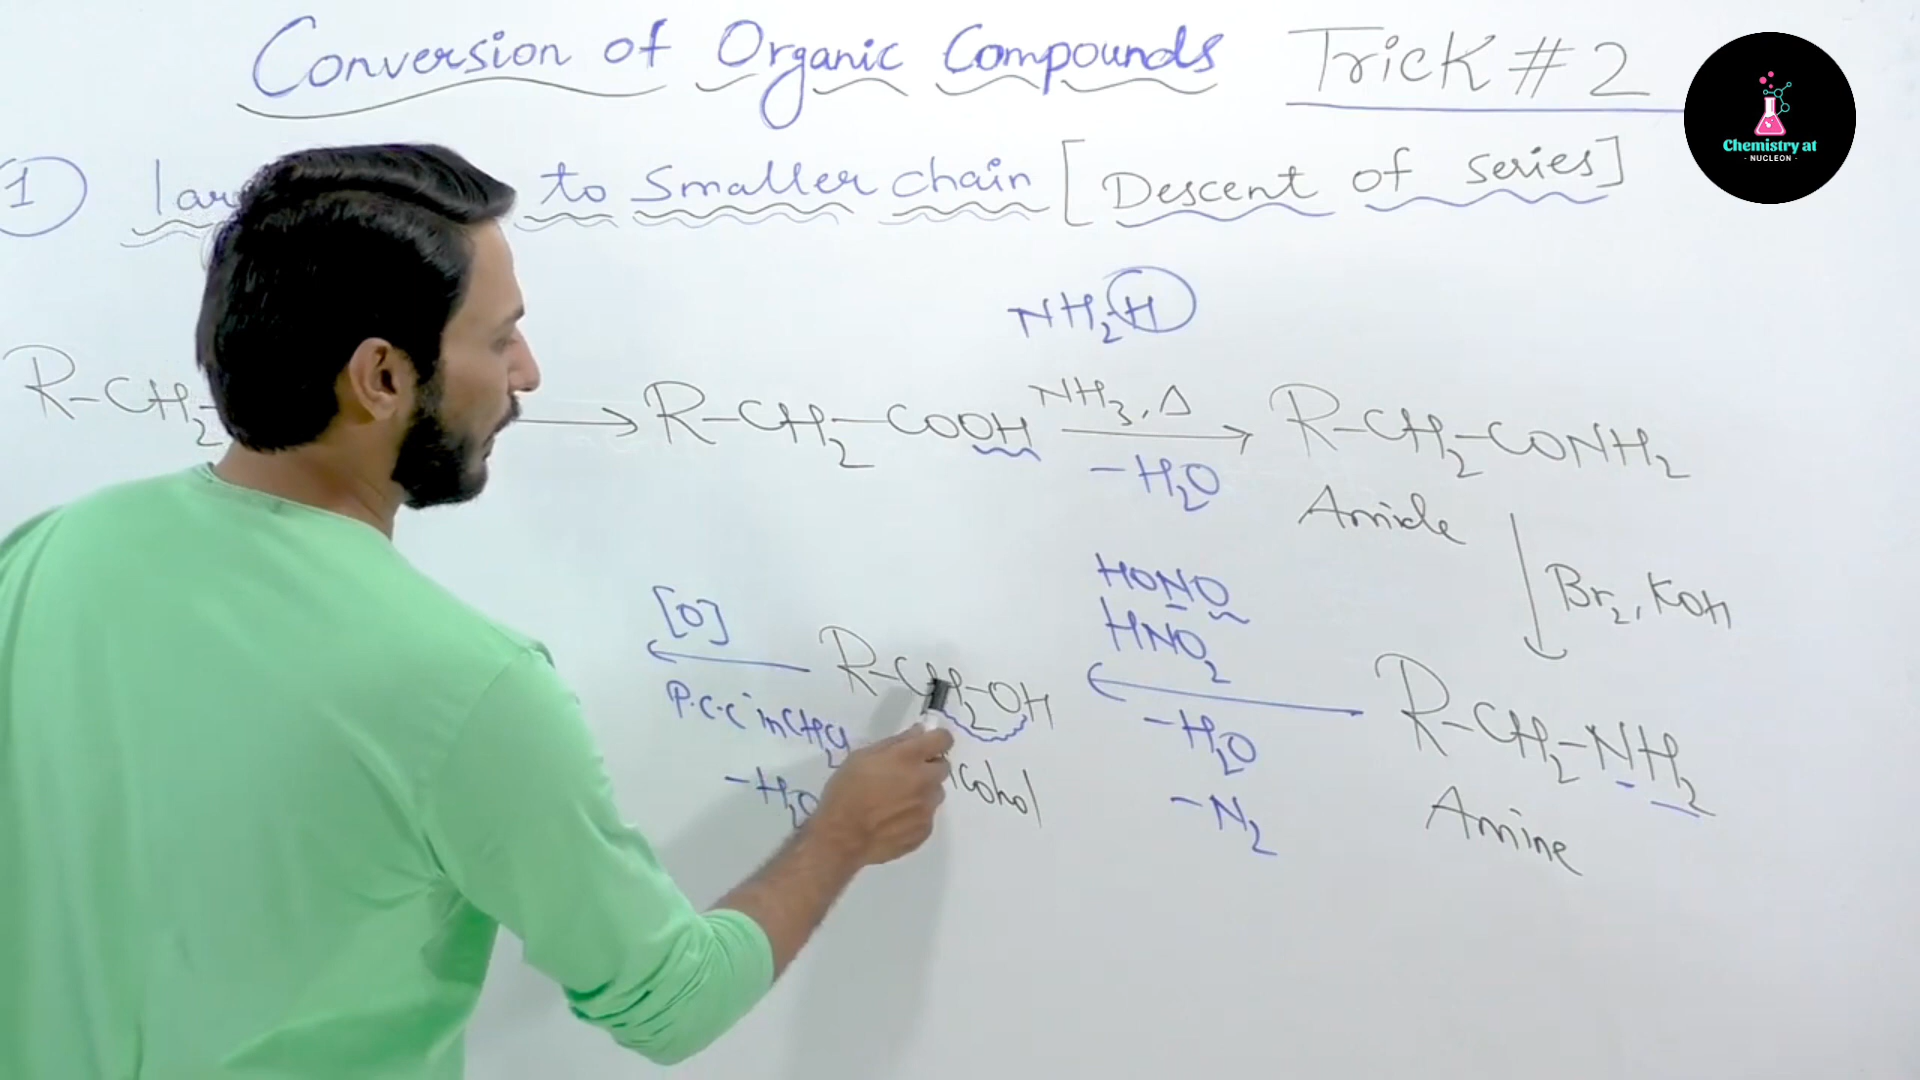 Conversion of Organic Compounds Trick # 2
Chemistry at
- NUCLEON -
1 to Smaller chain [Descent of series]
NH₂H
R-CH₂- → R-CH₂-COOH NH₃, Δ → R-CH₂-CONH₂
-H₂O
Amide
Br₂, KOH
HONO
HNO₂
[O]
R-CH₂-OH
R-CH₂-NH₂
P.C.C in CH₂Cl₂
-H₂O
-H₂O
-N₂
Amine